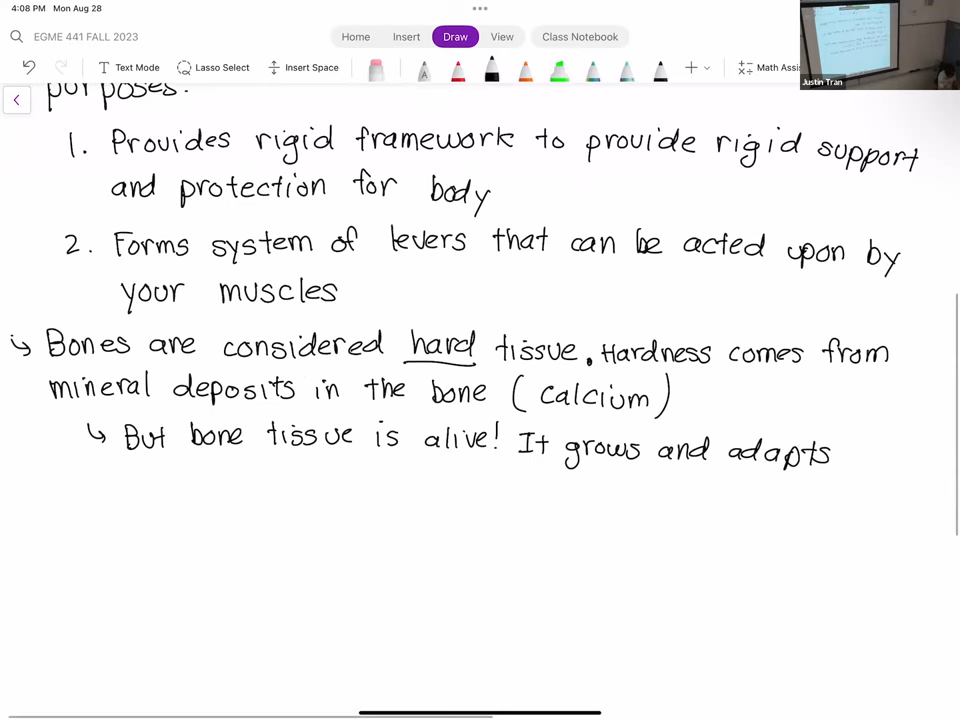 4:08 PM Mon Aug 28
EGME 441 FALL 2023
Home Insert Draw View Class Notebook
Text Mode Lasso Select Insert Space Math Assis
Justin Tran
purposes:
1. Provides rigid framework to provide rigid support
and protection for body
2. Forms system of levers that can be acted upon by
your muscles
↳ Bones are considered hard tissue. Hardness comes from
mineral deposits in the bone (calcium)
↳ But bone tissue is alive! It grows and adapts